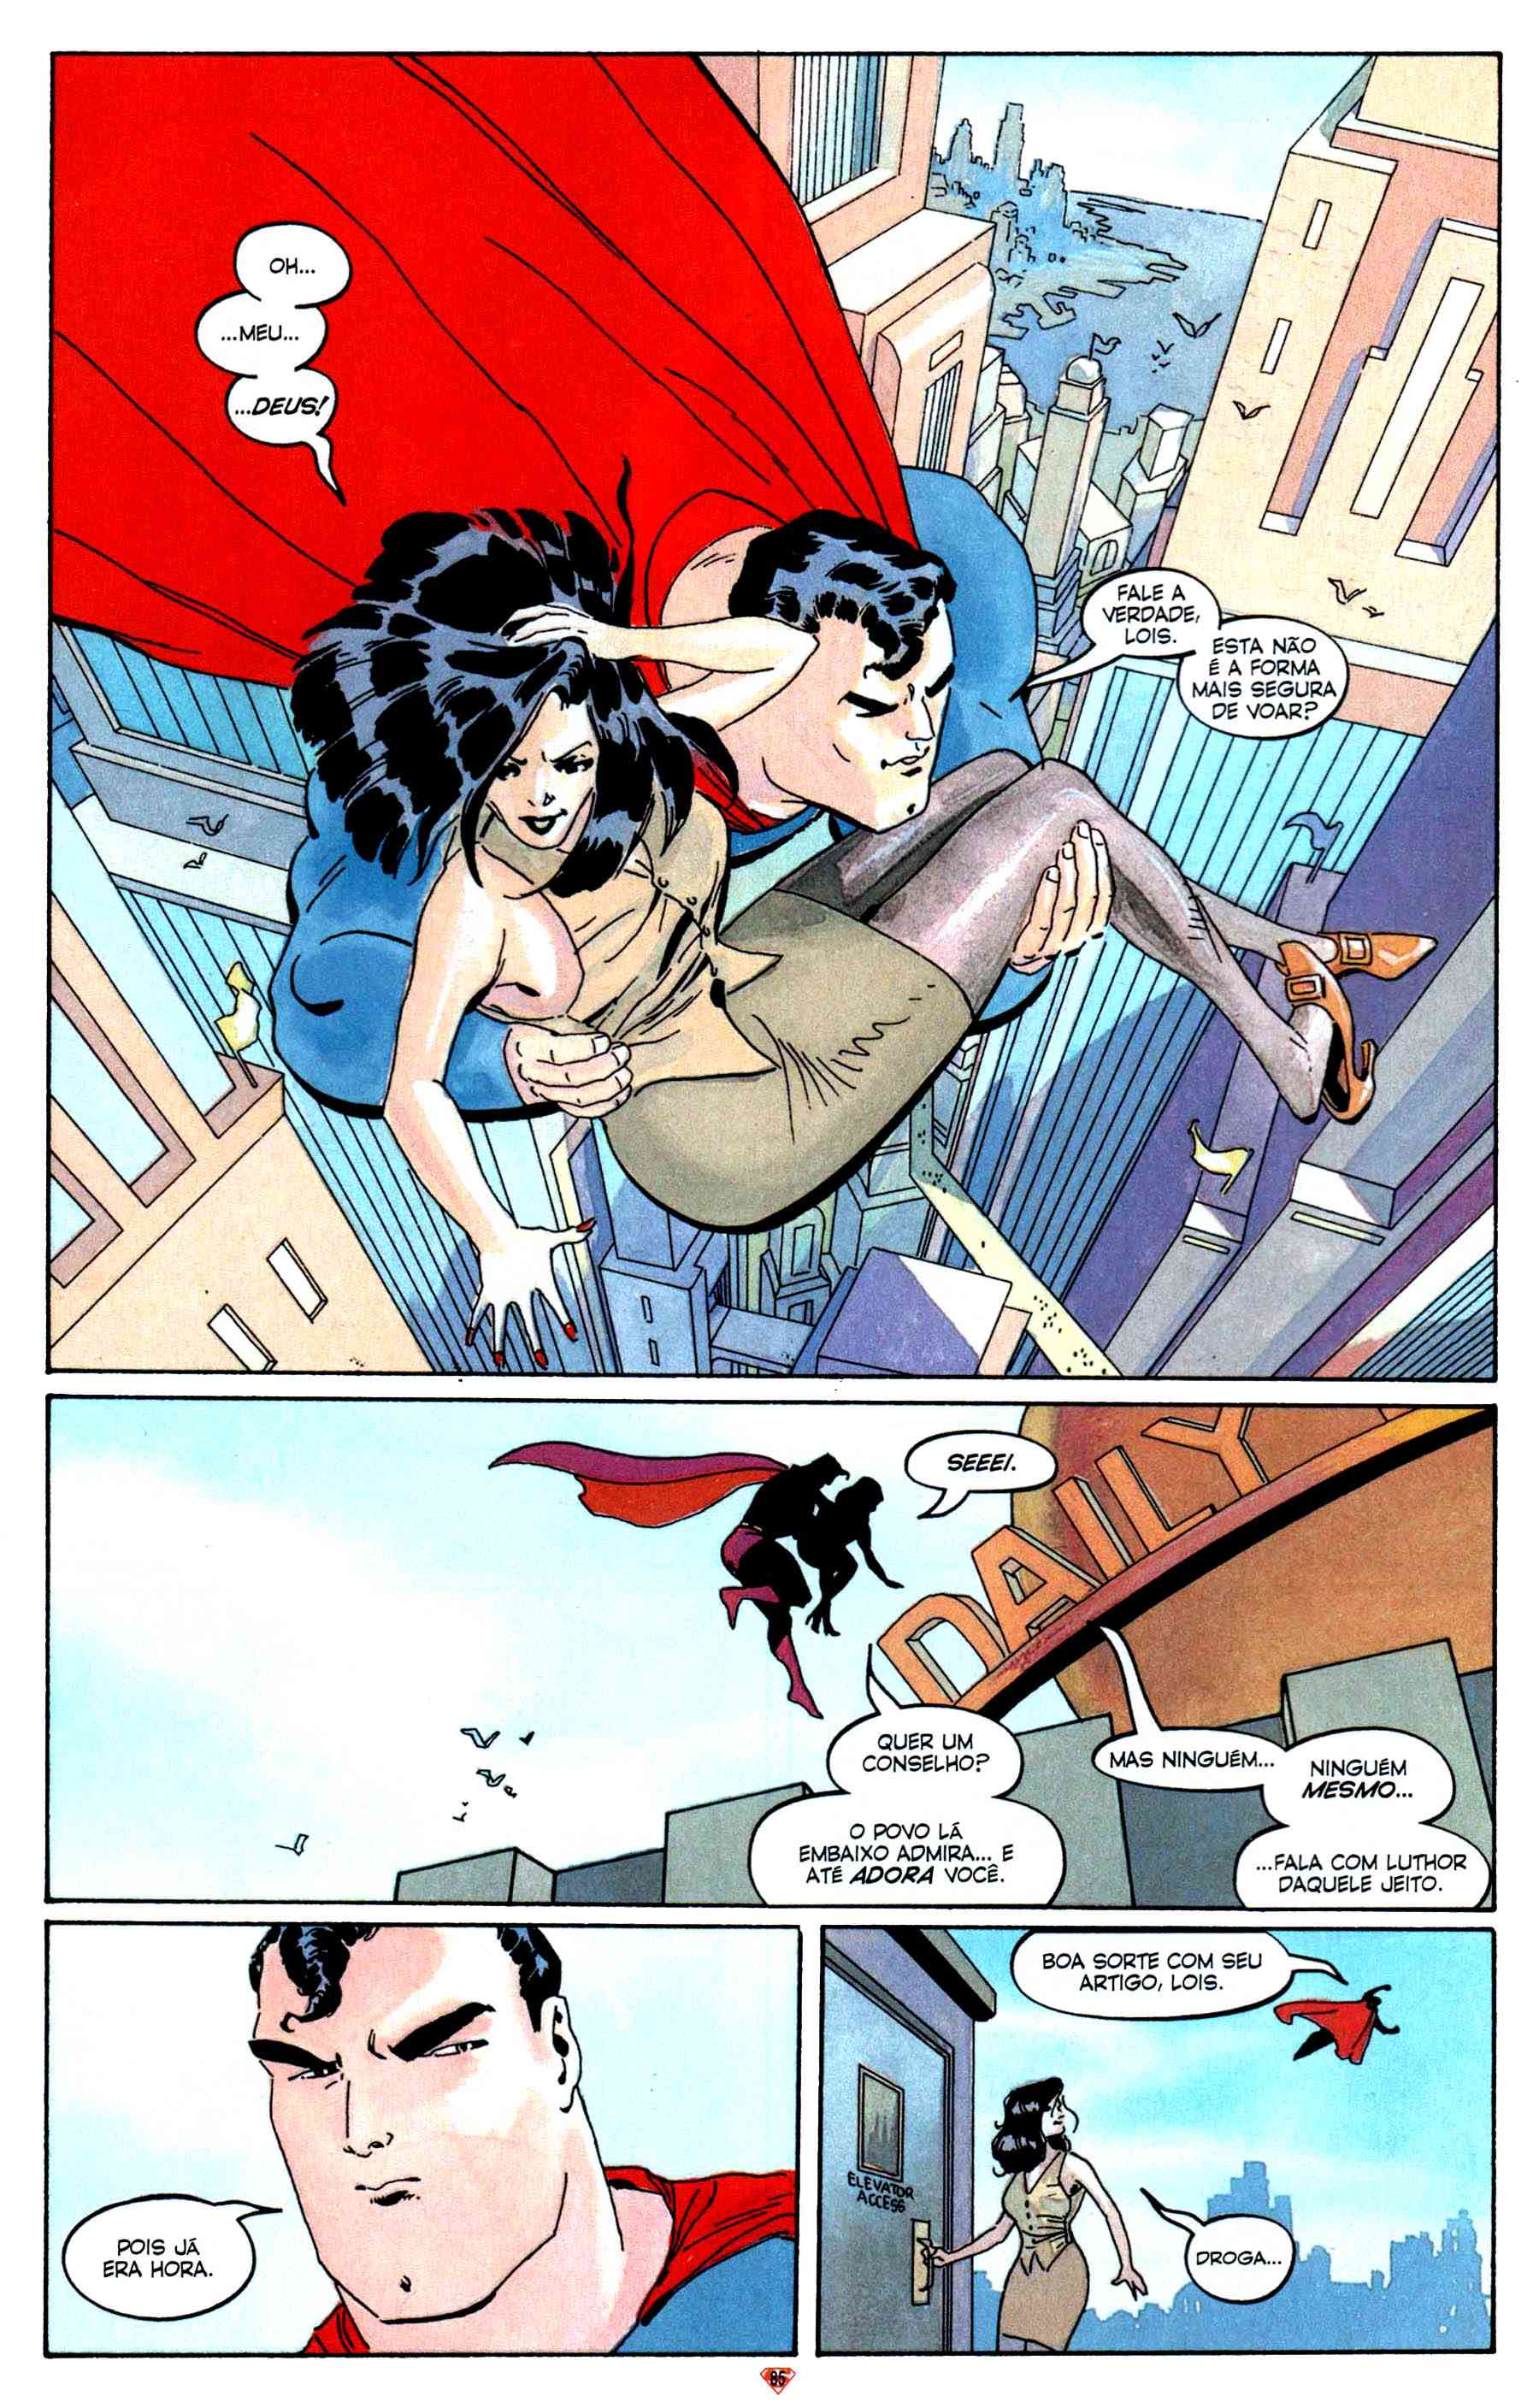 OH...
...MEU...
...DEUS!
FALE A
VERDADE,
LOIS.
ESTA NÃO
É A FORMA
MAIS SEGURA
DE VOAR?
SEEEI.
DAILY
QUER UM
CONSELHO?
O POVO LÁ
EMBAIXO ADMIRA... E
ATÉ ADORA VOCÊ.
MAS NINGUÉM...
NINGUÉM
MESMO...
...FALA COM LUTHOR
DAQUELE JEITO.
POIS JÁ
ERA HORA.
BOA SORTE COM SEU
ARTIGO, LOIS.
ELEVATOR
ACCESS
DROGA...
85